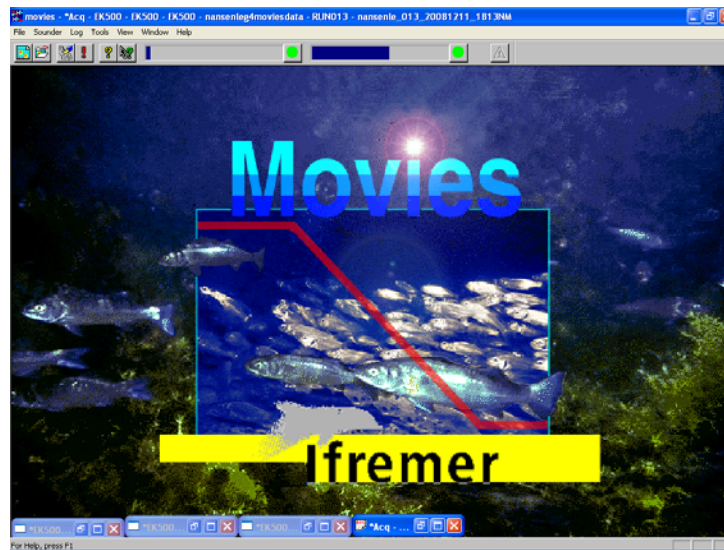 movies - *Acq - EK500 - EK500 - EK500 - nansenleg4moviesdata - RUN013 - nansenle_013_20081211_1813NM
File Sounder Log Tools View Window Help
Movies
Ifremer
*EK500 ... *EK500 ... *EK500 ... *Acq - ...
For Help, press F1